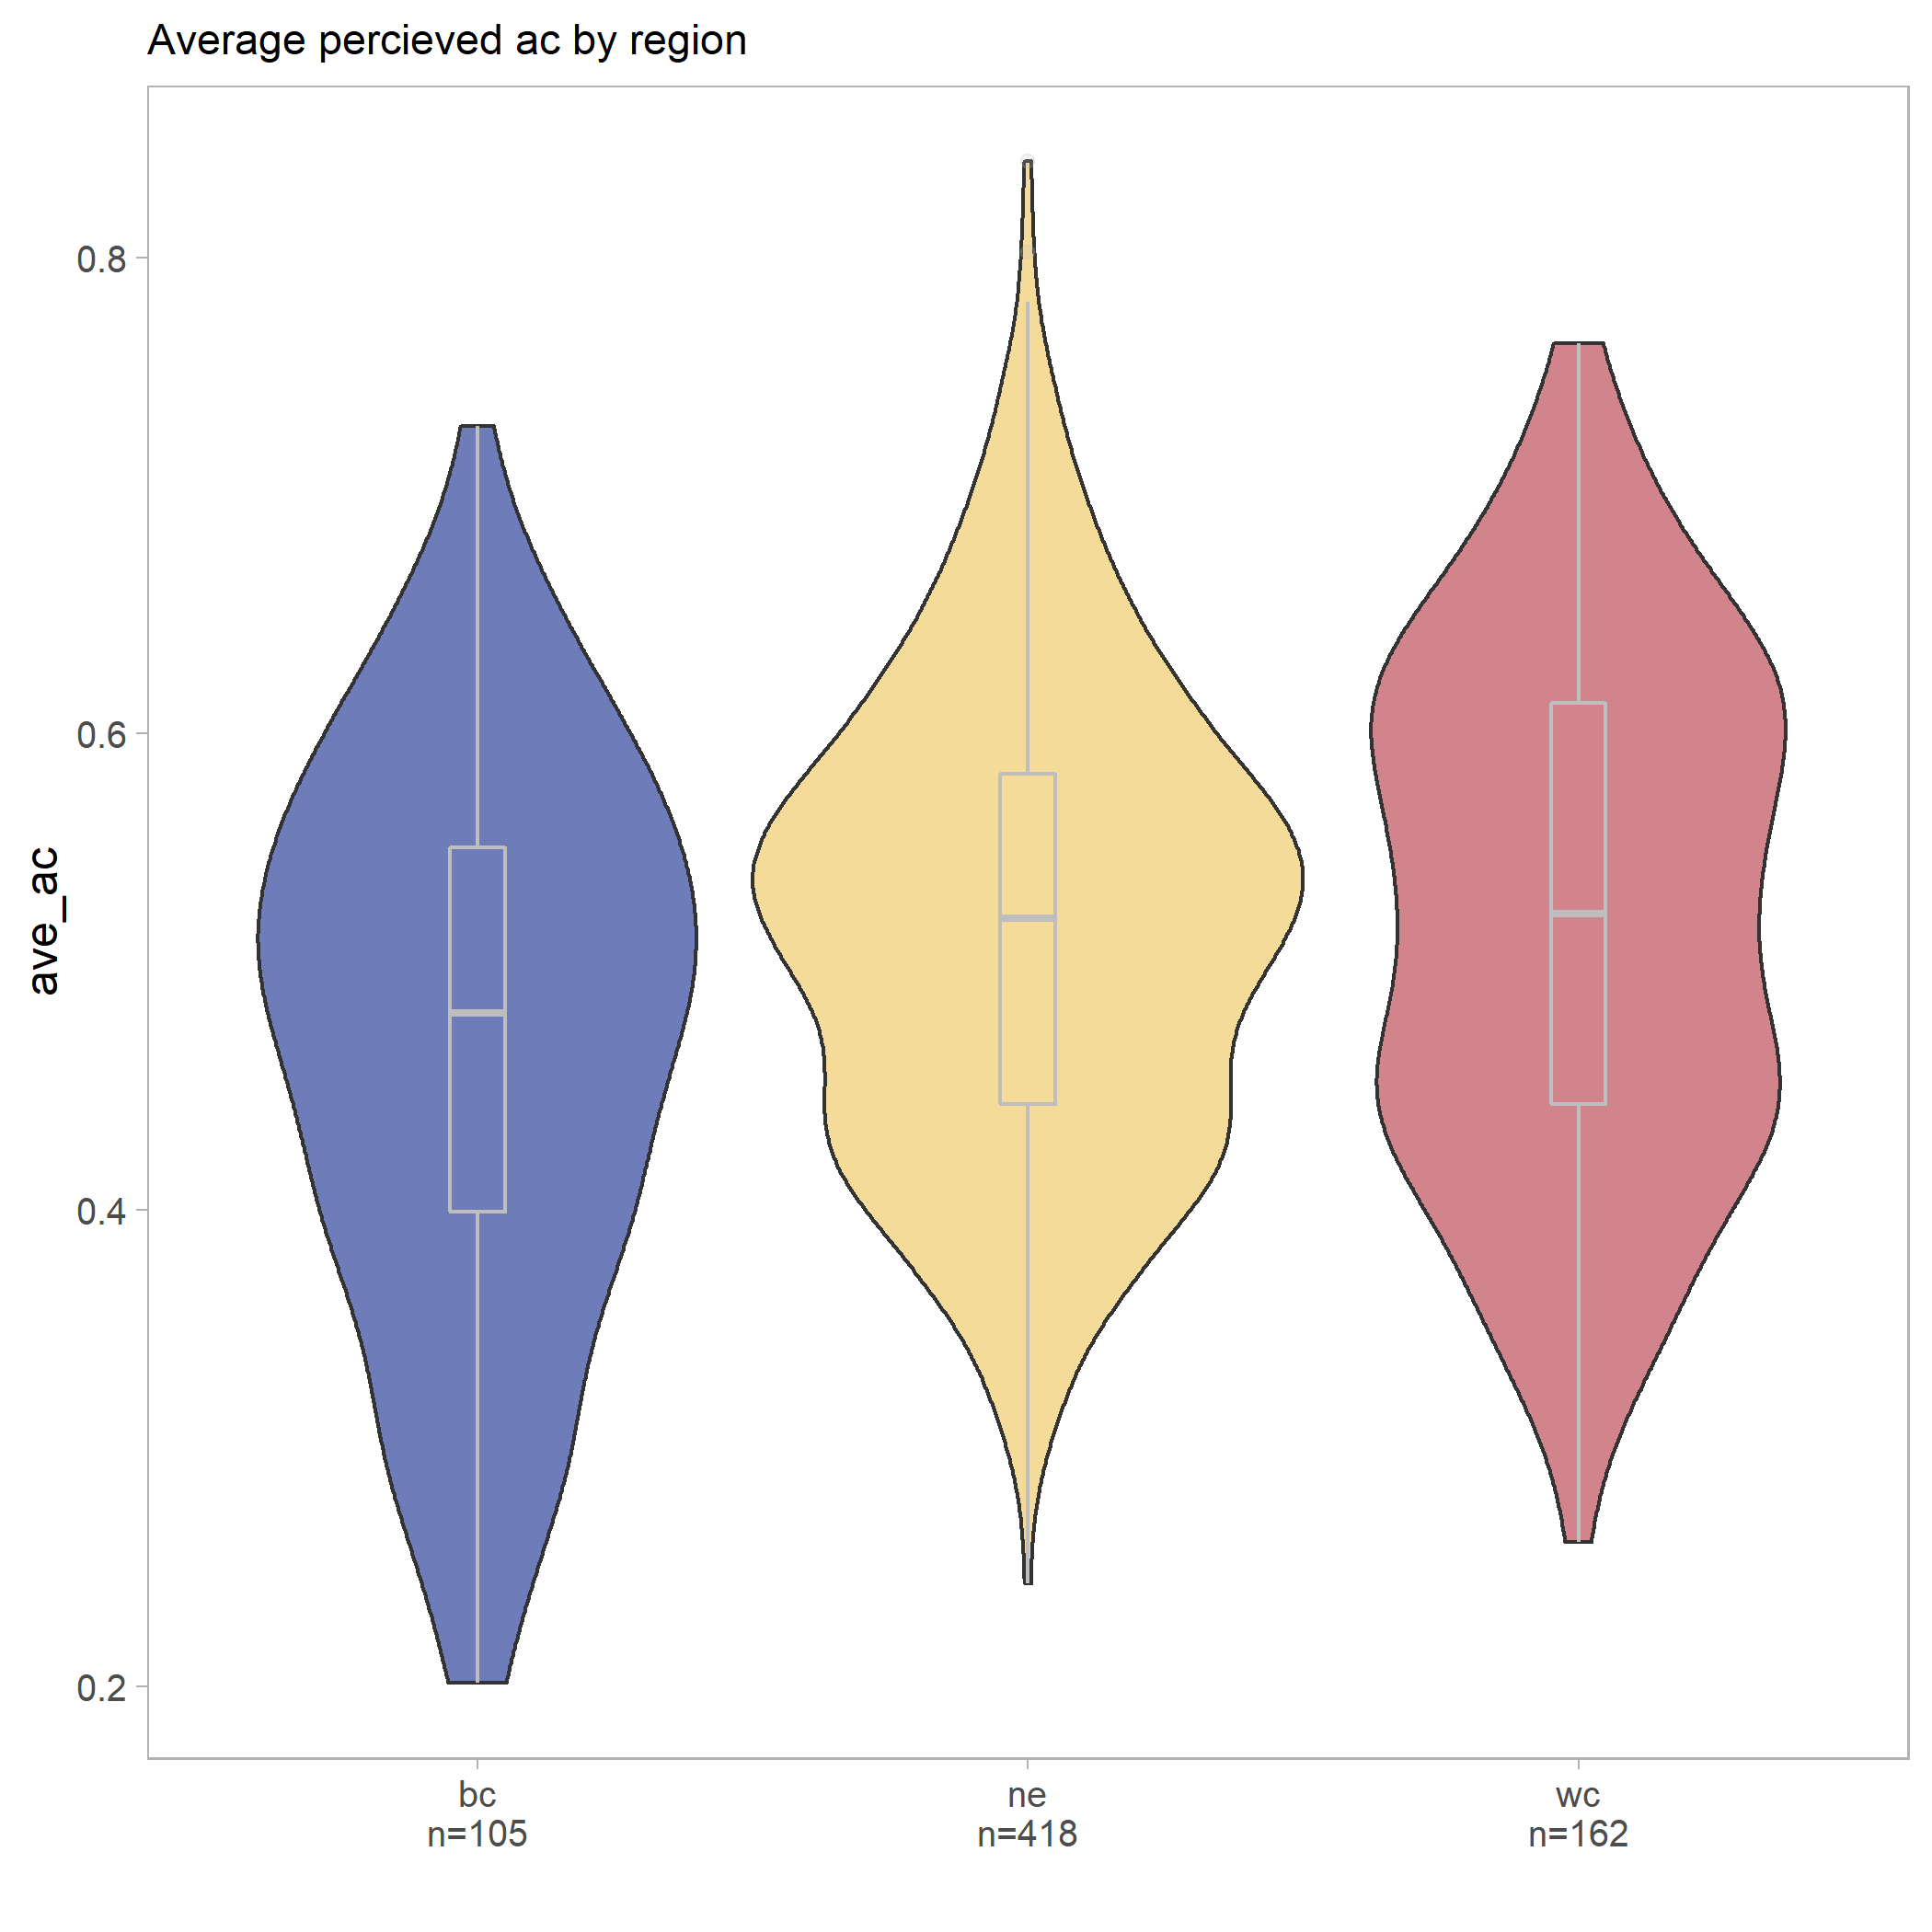 Average percieved ac by region
ave_ac
0.8
0.6
0.4
0.2
bc
n=105
ne
n=418
wc
n=162